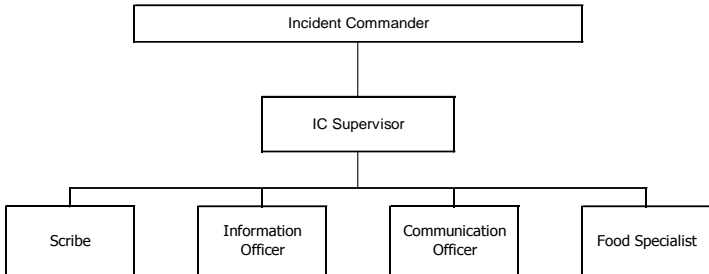 Incident Commander
IC Supervisor
Scribe
Information
Officer
Communication
Officer
Food Specialist